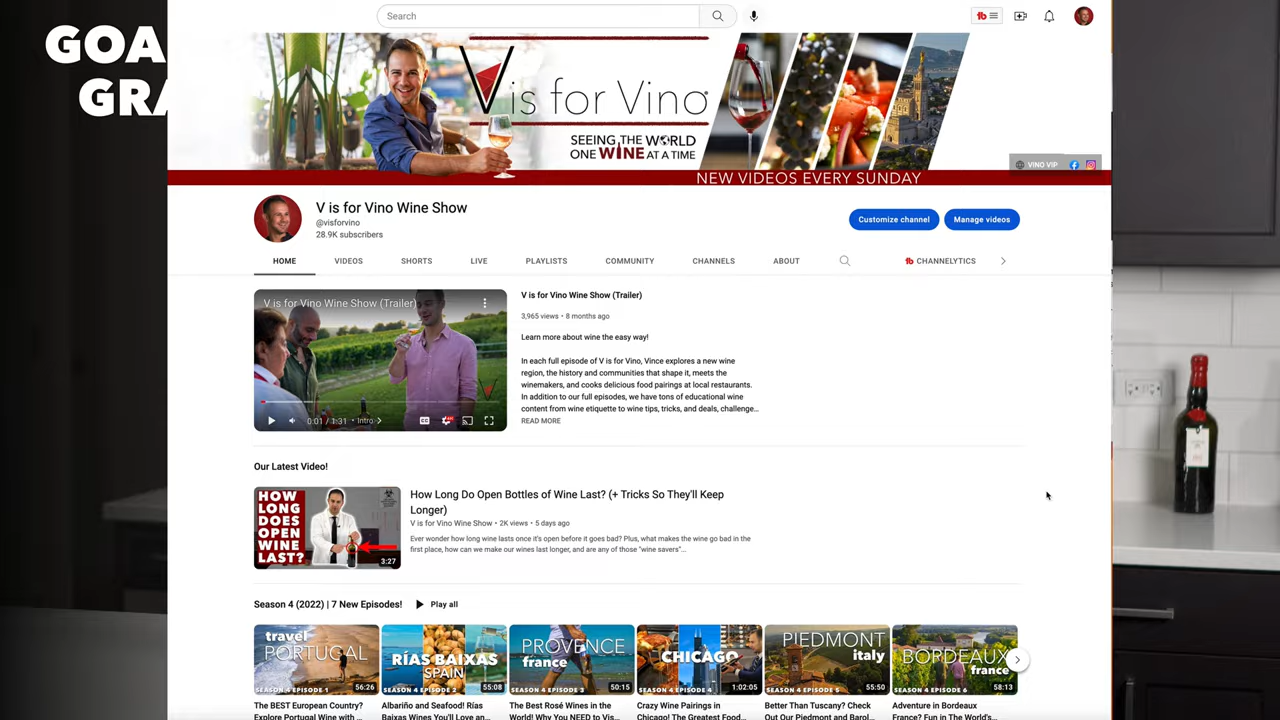 GOA
GRA
Search
V is for Vino®
SEEING THE WORLD
ONE WINE AT A TIME
VINO VIP
NEW VIDEOS EVERY SUNDAY
V is for Vino Wine Show
@visforvino
28.9K subscribers
Customize channel
Manage videos
HOME VIDEOS SHORTS LIVE PLAYLISTS COMMUNITY CHANNELS ABOUT CHANNELYTICS
V is for Vino Wine Show (Trailer)
0:01 / 1:31 • Intro
V is for Vino Wine Show (Trailer)
3,965 views • 8 months ago
Learn more about wine the easy way!
In each full episode of V is for Vino, Vince explores a new wine
region, the history and communities that shape it, meets the
winemakers, and cooks delicious food pairings at local restaurants.
In addition to our full episodes, we have tons of educational wine
content from wine etiquette to wine tips, tricks, and deals, challenge...
READ MORE
Our Latest Video!
HOW
LONG
DOES
OPEN
WINE
LAST?
3:27
How Long Do Open Bottles of Wine Last? (+ Tricks So They'll Keep
Longer)
V is for Vino Wine Show • 2K views • 5 days ago
Ever wonder how long wine lasts once it's open before it goes bad? Plus, what makes the wine go bad in the
first place, how can we make our wines last longer, and are any of those "wine savers"...
Season 4 (2022) | 7 New Episodes!
Play all
travel
PORTUGAL
SEASON 4 EPISODE 1
56:26
RÍAS BAIXAS
SPAIN
SEASON 4 EPISODE 2
55:08
PROVENCE
france
SEASON 4 EPISODE 3
50:15
CHICAGO
SEASON 4 EPISODE 4
1:02:05
PIEDMONT
italy
SEASON 4 EPISODE 5
55:50
BORDEAUX
france
SEASON 4 EPISODE 6
58:13
The BEST European Country?
Explore Portugal Wine with ...
Albariño and Seafood! Rías
Baixas Wines You'll Love an...
The Best Rosé Wines in the
World! Why You NEED to Vis...
Crazy Wine Pairings in
Chicago! The Greatest Food...
Better Than Tuscany? Check
Out Our Piedmont and Barol...
Adventure in Bordeaux
France? Fun in The World's...